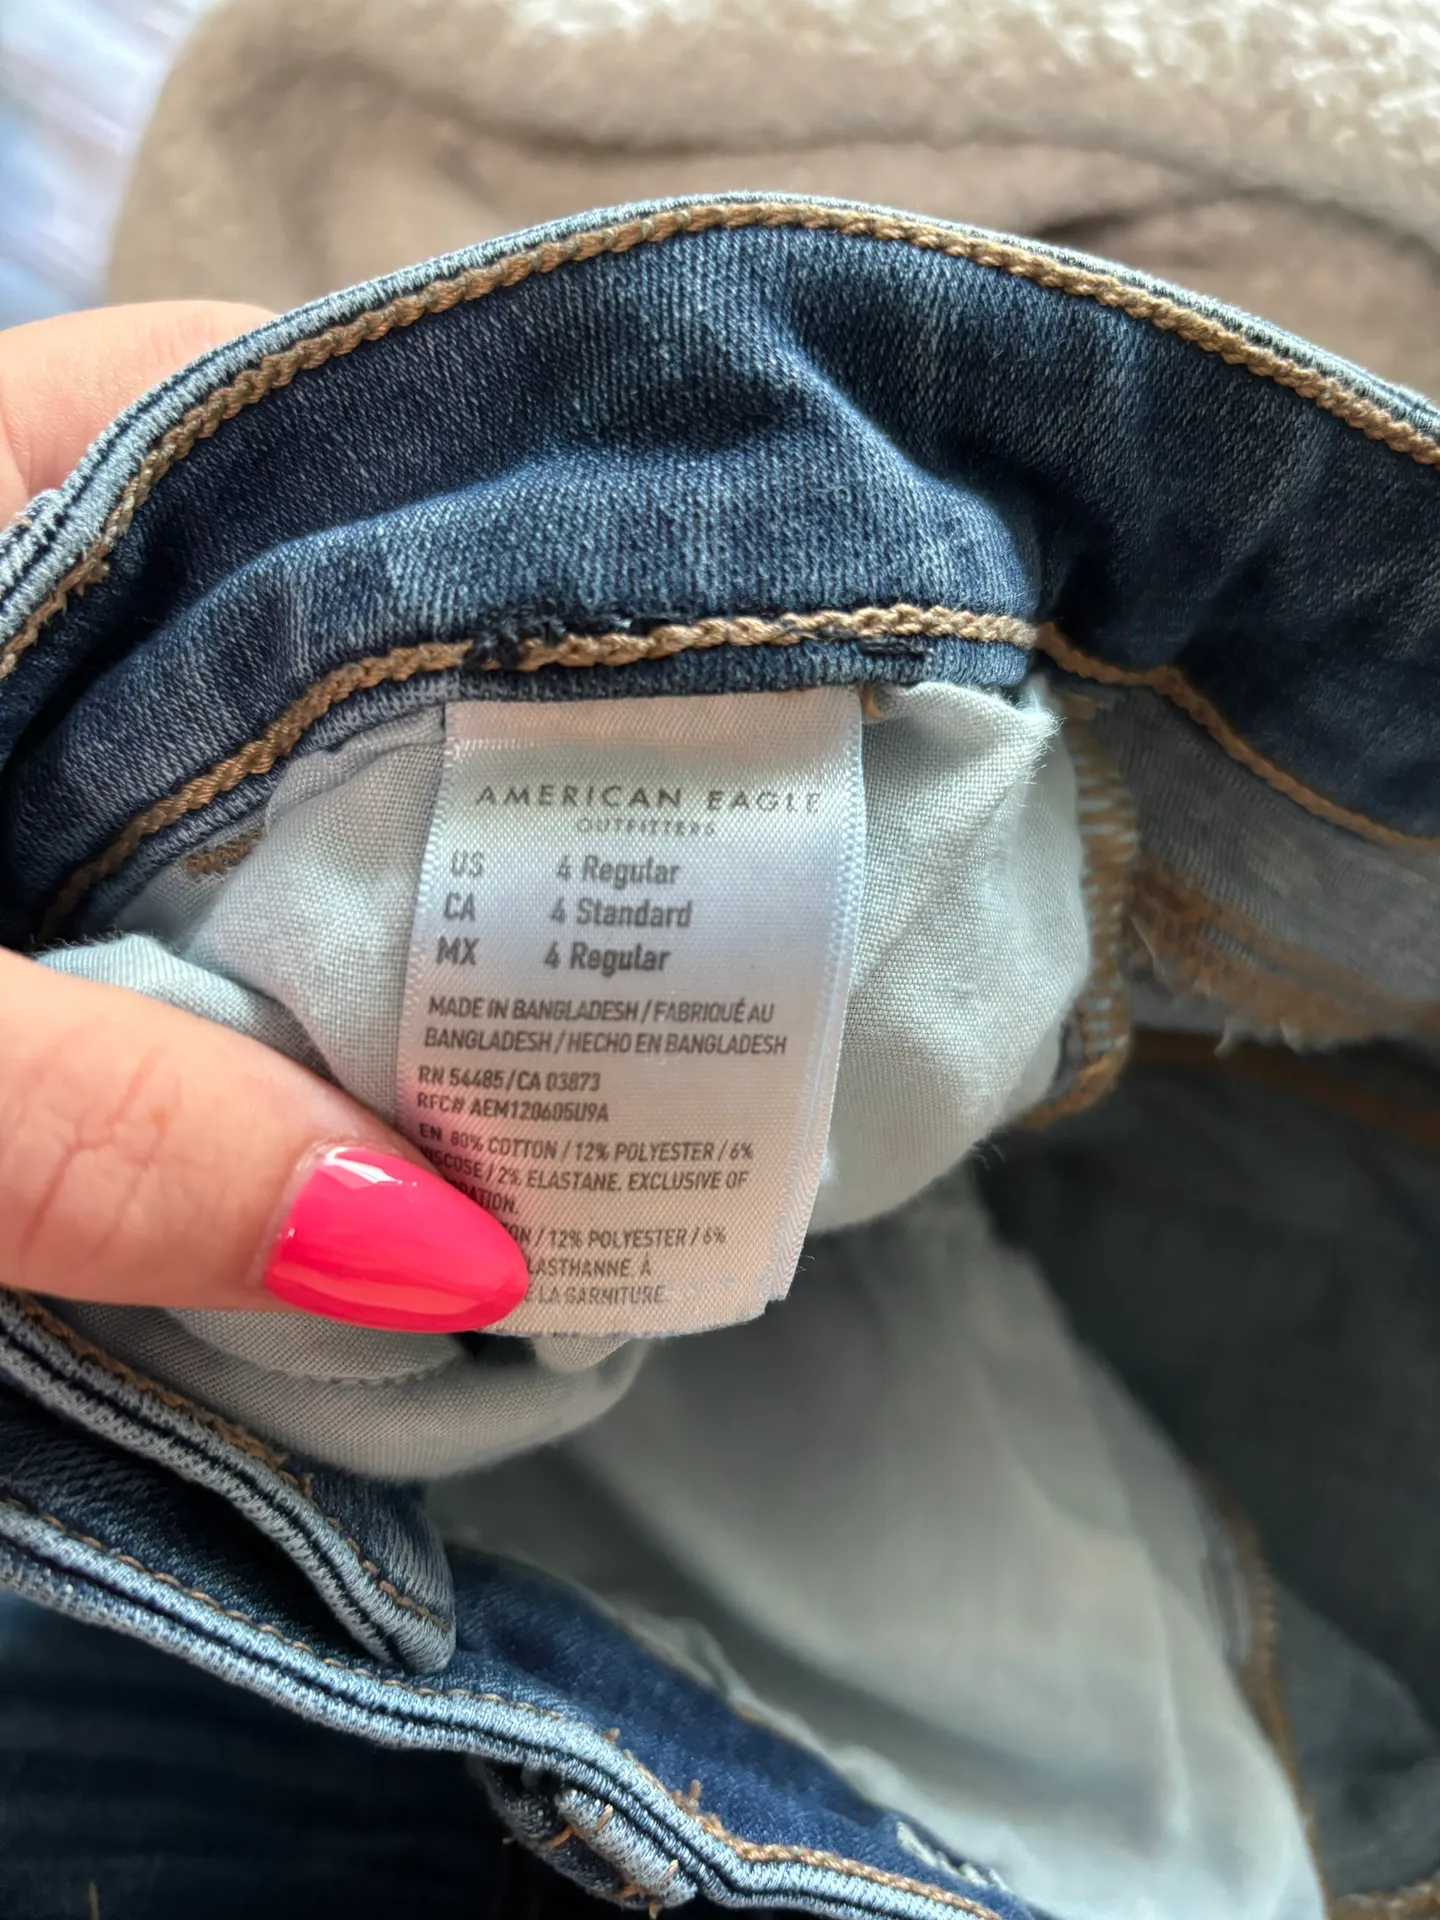 AMERICAN EAGLE
OUTFITTERS
US 4 Regular
CA 4 Standard
MX 4 Regular
MADE IN BANGLADESH / FABRIQUÉ AU
BANGLADESH / HECHO EN BANGLADESH
RN 54485/CA 03873
RFC# AEM120605U9A
EN 80% COTTON / 12% POLYESTER / 6%
/ 2% ELASTANE. EXCLUSIVE OF
/ 12% POLYESTER / 6%
À
LA GARNITURE.